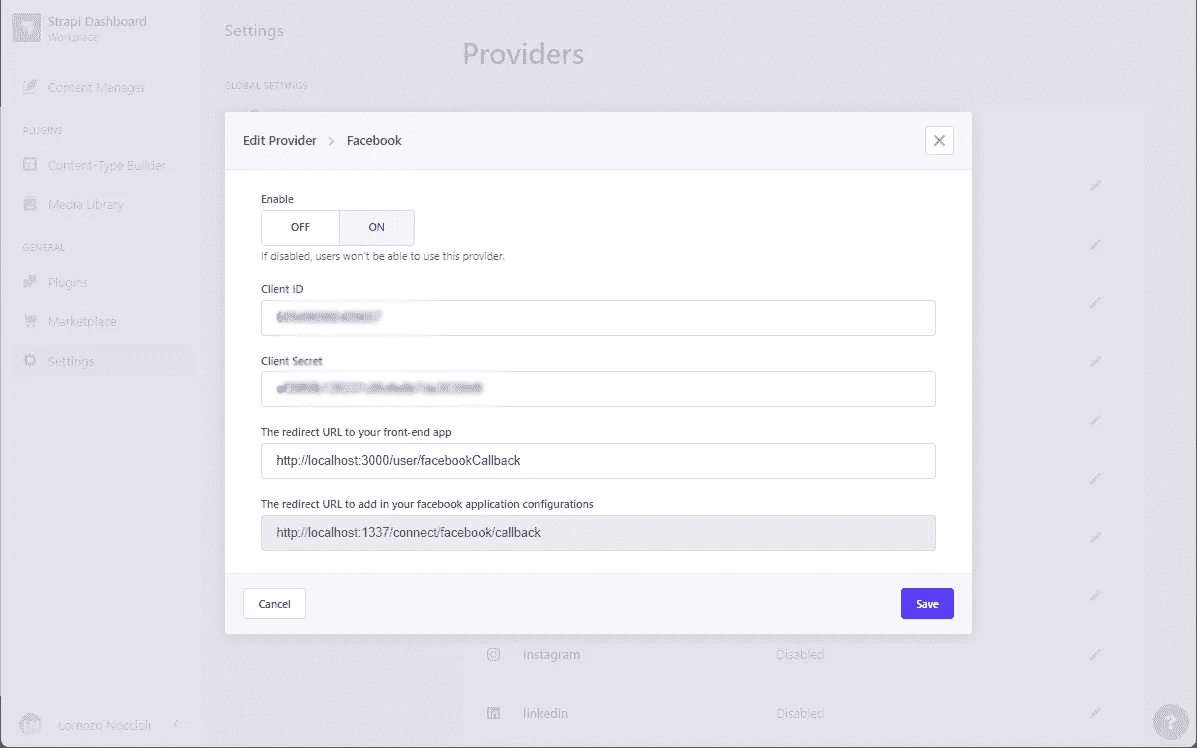 Strapi Dashboard
Workplace
Content Manager
PLUGINS
Content-Type Builder
Media Library
GENERAL
Plugins
Marketplace
Settings
Lorenzo Noccioli
Settings
GLOBAL SETTINGS
Providers
Edit Provider
Facebook
Enable
OFF ON
If disabled, users won't be able to use this provider.
Client ID
Client Secret
The redirect URL to your front-end app
http://localhost:3000/user/facebookCallback
The redirect URL to add in your facebook application configurations
http://localhost:1337/connect/facebook/callback
Cancel Save
instagram Disabled
linkedin Disabled
?